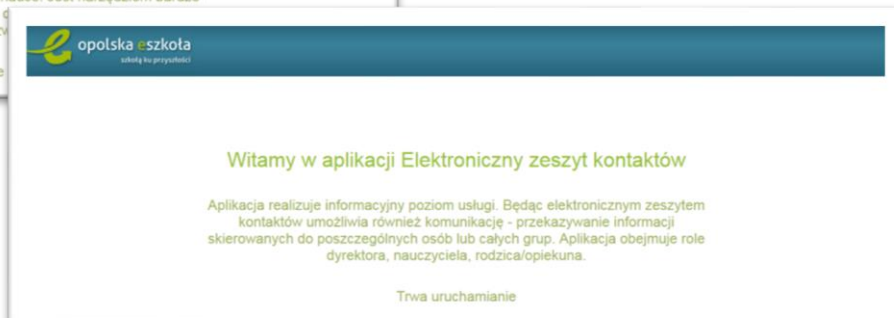 opolska eszkoła
szkołą ku przyszłości
Witamy w aplikacji Elektroniczny zeszyt kontaktów
Aplikacja realizuje informacyjny poziom usługi. Będąc elektronicznym zeszytem
kontaktów umożliwia również komunikację - przekazywanie informacji
skierowanych do poszczególnych osób lub całych grup. Aplikacja obejmuje role
dyrektora, nauczyciela, rodzica/opiekuna.
Trwa uruchamianie